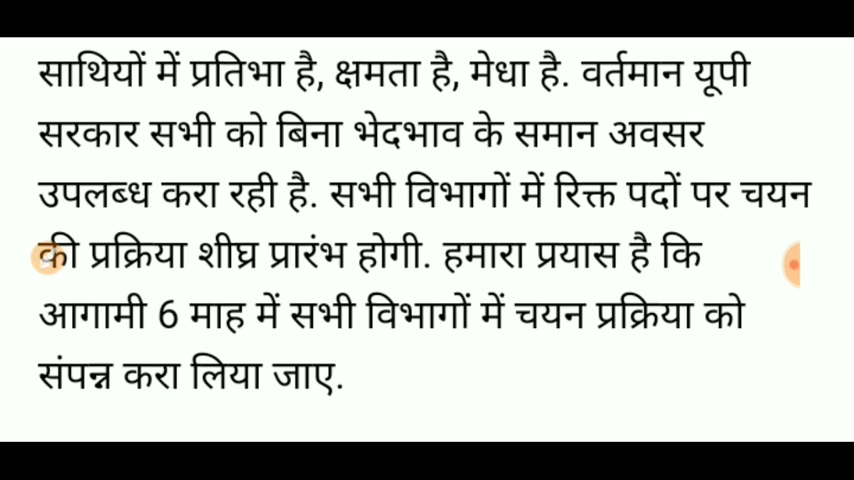 साथियों में प्रतिभा है, क्षमता है, मेधा है. वर्तमान यूपी
सरकार सभी को बिना भेदभाव के समान अवसर
उपलब्ध करा रही है. सभी विभागों में रिक्त पदों पर चयन
की प्रक्रिया शीघ्र प्रारंभ होगी. हमारा प्रयास है कि
आगामी 6 माह में सभी विभागों में चयन प्रक्रिया को
संपन्न करा लिया जाए.